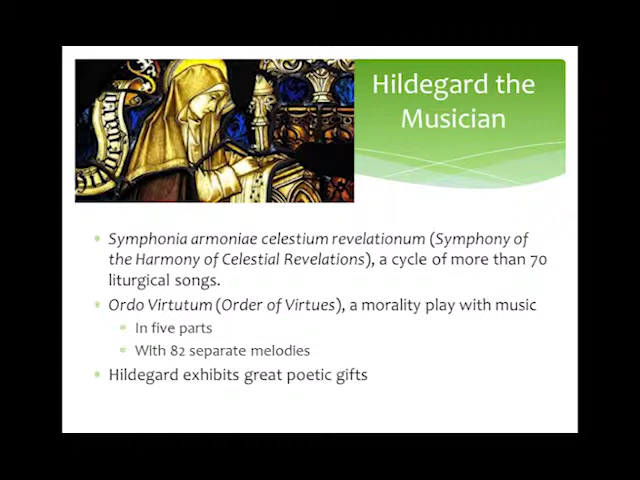 Hildegard the
Musician
Symphonia armoniae celestium revelationum (Symphony of
the Harmony of Celestial Revelations), a cycle of more than 70
liturgical songs.
Ordo Virtutum (Order of Virtues), a morality play with music
In five parts
With 82 separate melodies
Hildegard exhibits great poetic gifts